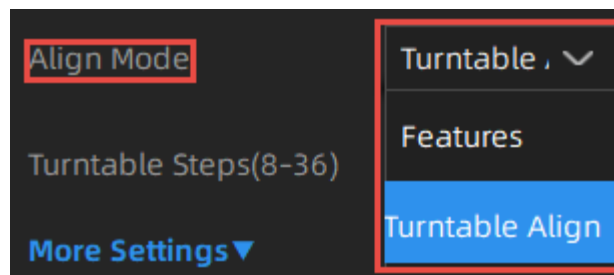 Align Mode
Turntable
Features
Turntable Steps(8-36)
Turntable Align
More Settings▼